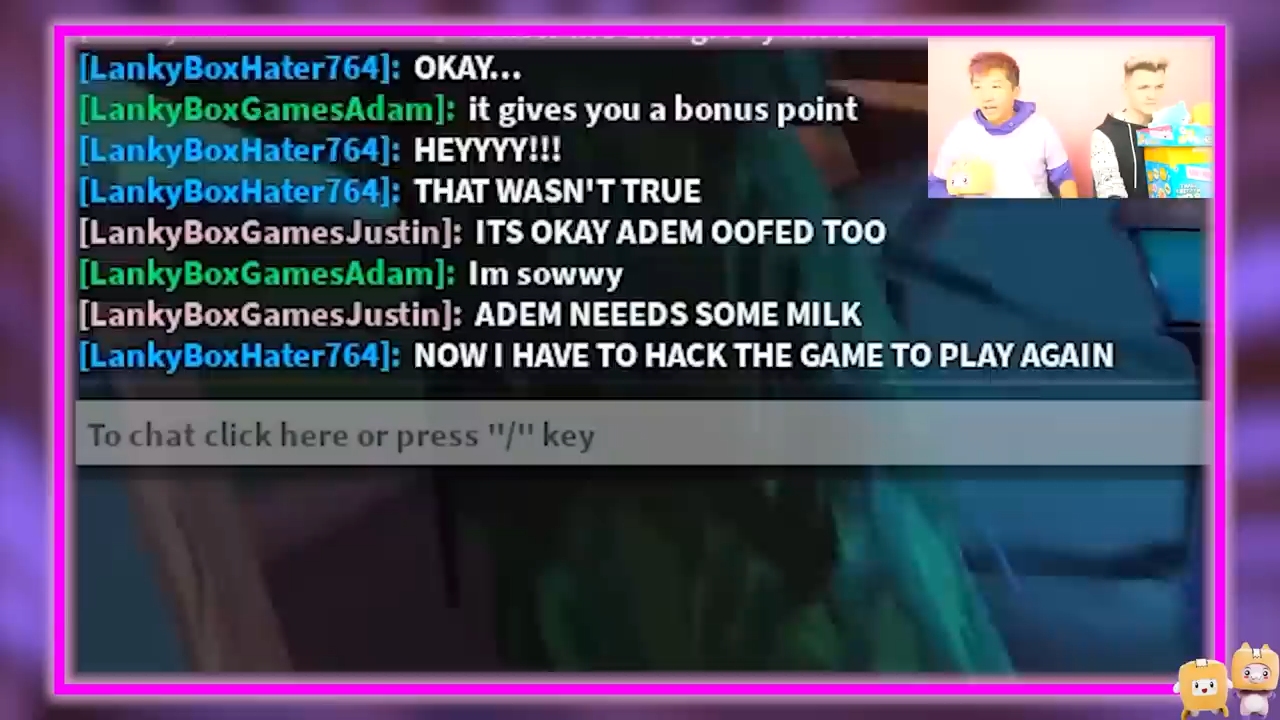 [LankyBoxHater764]: OKAY...
[LankyBoxGamesAdam]: it gives you a bonus point
[LankyBoxHater764]: HEYYYY!!!
[LankyBoxHater764]: THAT WASN'T TRUE
[LankyBoxGamesJustin]: ITS OKAY ADEM OOFED TOO
[LankyBoxGamesAdam]: Im sowwy
[LankyBoxGamesJustin]: ADEM NEEEDS SOME MILK
[LankyBoxHater764]: NOW I HAVE TO HACK THE GAME TO PLAY AGAIN
To chat click here or press "/" key